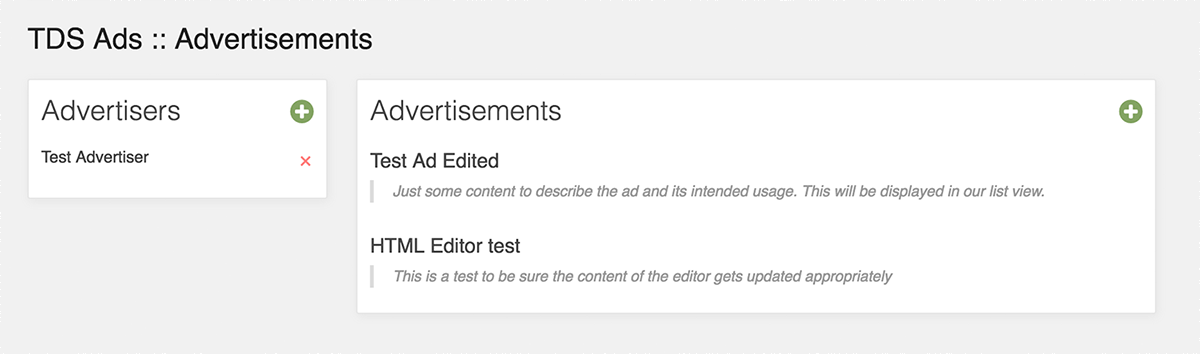 TDS Ads :: Advertisements
Advertisers
Test Advertiser
Advertisements
Test Ad Edited
Just some content to describe the ad and its intended usage. This will be displayed in our list view.
HTML Editor test
This is a test to be sure the content of the editor gets updated appropriately